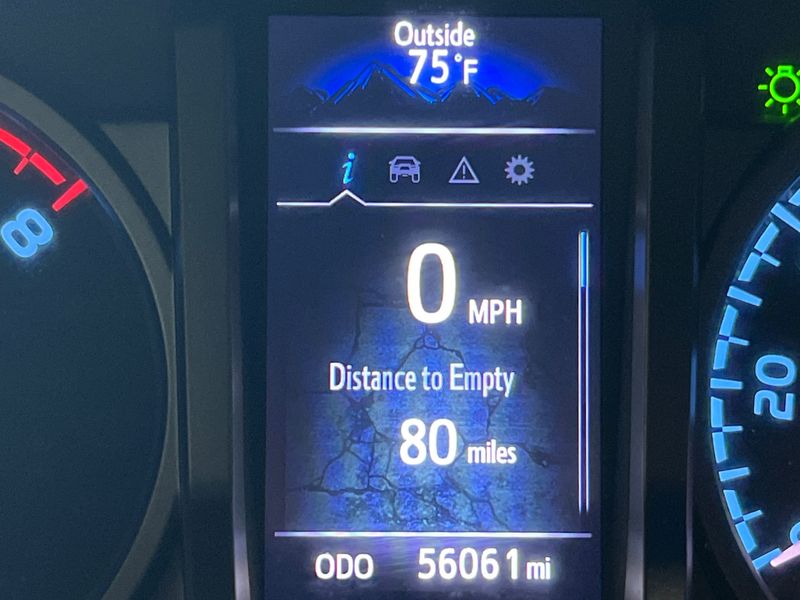 Outside
75°F
8
i
0 MPH
20
Distance to Empty
80 miles
ODO 56061 mi